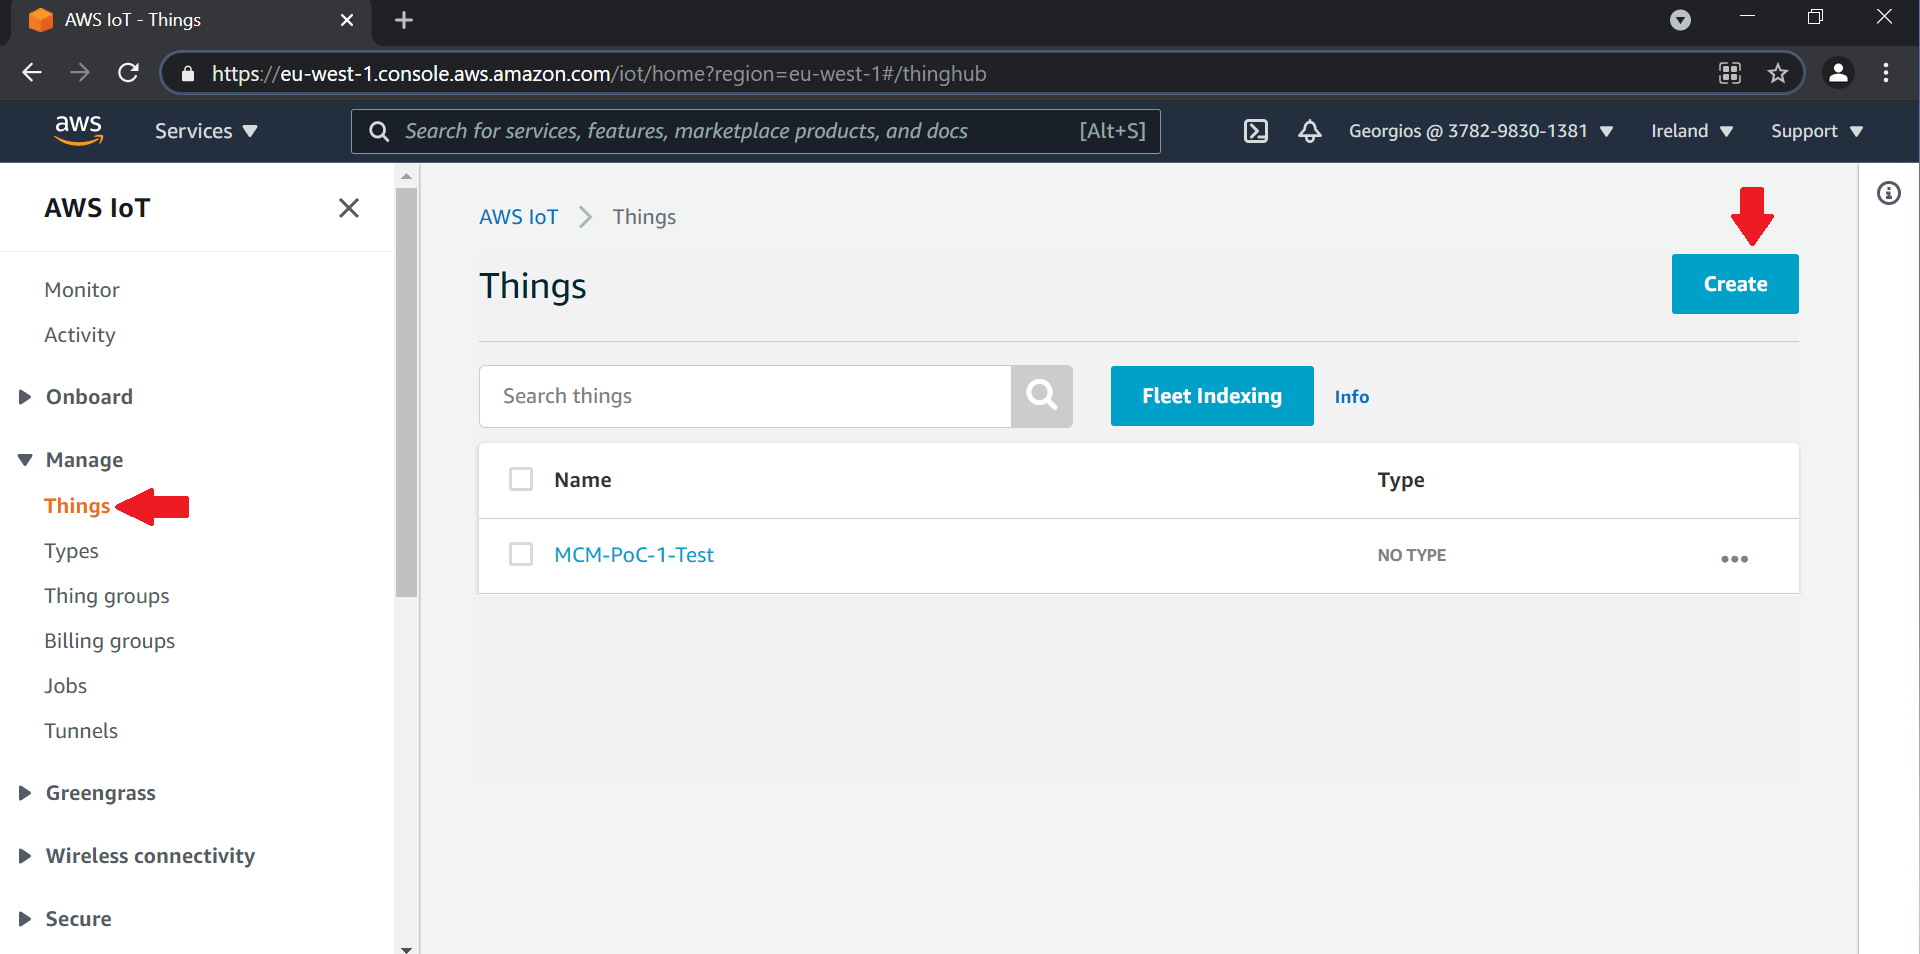 AWS IoT - Things
https://eu-west-1.console.aws.amazon.com/iot/home?region=eu-west-1#/thinghub
aws
Services
Search for services, features, marketplace products, and docs
[Alt+S]
Georgios @ 3782-9830-1381
Ireland
Support
AWS IoT
Monitor
Activity
Onboard
Manage
Things
Types
Thing groups
Billing groups
Jobs
Tunnels
Greengrass
Wireless connectivity
Secure
AWS IoT > Things
Things
Create
Search things
Fleet Indexing
Info
Name
Type
MCM-PoC-1-Test
NO TYPE